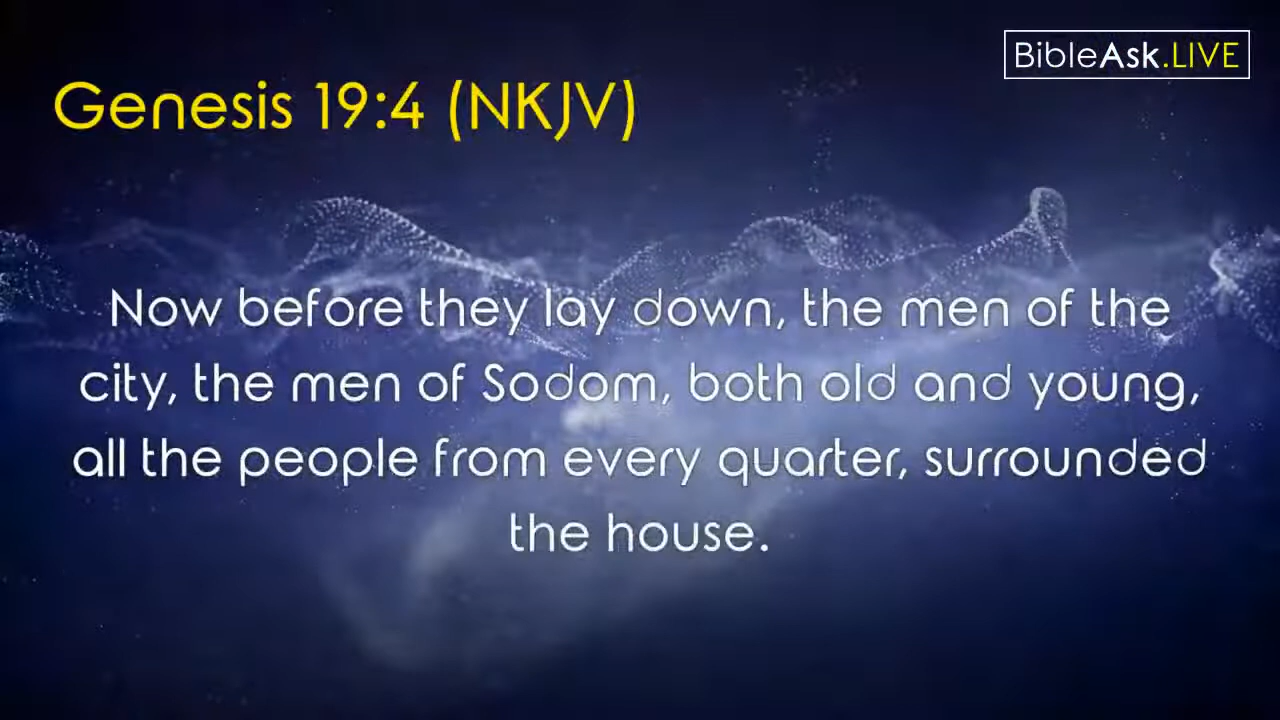 BibleAsk.LIVE
Genesis 19:4 (NKJV)
Now before they lay down, the men of the
city, the men of Sodom, both old and young,
all the people from every quarter, surrounded
the house.